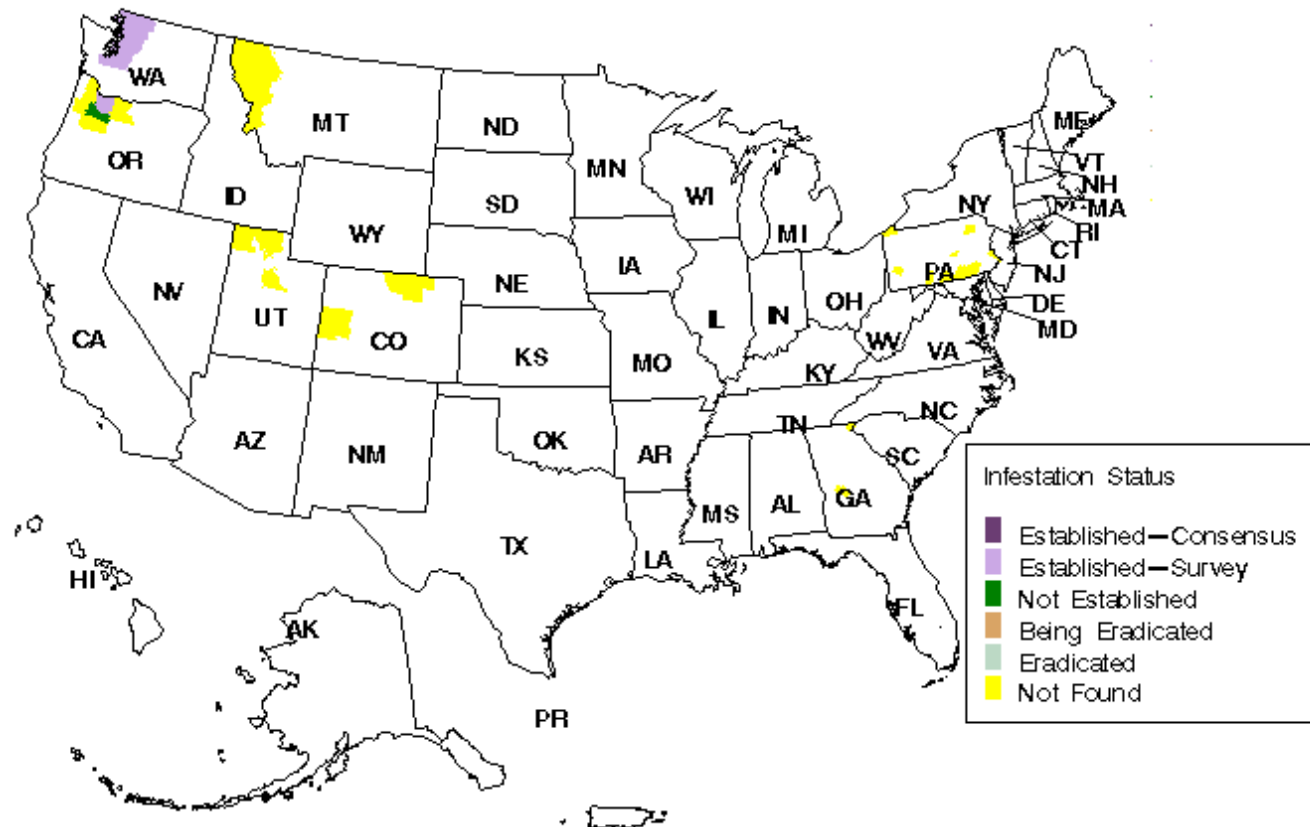 WA
MT
ND
ME
OR
MN
VT
ID
WI
NH
SD
NY
MA
WY
MI
RI
CT
IA
PA
NJ
NE
NV
OH
DE
UT
IL
IN
MD
CA
CO
WV
VA
KS
MO
KY
NC
TN
AZ
OK
AR
SC
NM
MS
AL
GA
TX
LA
HI
FL
AK
PR
Infestation Status
Established-Consensus
Established-Survey
Not Established
Being Eradicated
Eradicated
Not Found